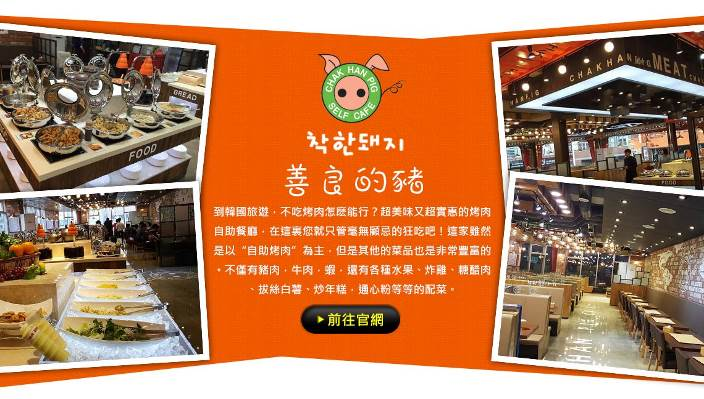 CHAK HAN PIG
SELF CAFE
착한돼지
善良的豬
到韓國旅遊，不吃烤肉怎麼能行？超美味又超實惠的烤肉
自助餐廳，在這裏您就只管毫無顧忌的狂吃吧！這家雖然
是以“自助烤肉”為主，但是其他的菜品也是非常豐富的
。不僅有豬肉，牛肉，蝦，還有各種水果、炸雞、糖醋肉
、拔絲白薯、炒年糕，通心粉等等的配菜。
前往官網
FOOD
GREAD
CHAKHAN
MEAT